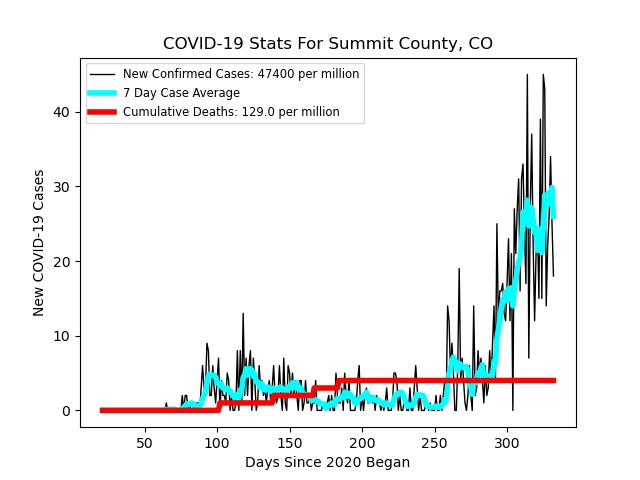 COVID-19 Stats For Summit County, CO
New Confirmed Cases: 47400 per million
7 Day Case Average
Cumulative Deaths: 129.0 per million
New COVID-19 Cases
40
30
20
10
0
50 100 150 200 250 300
Days Since 2020 Began